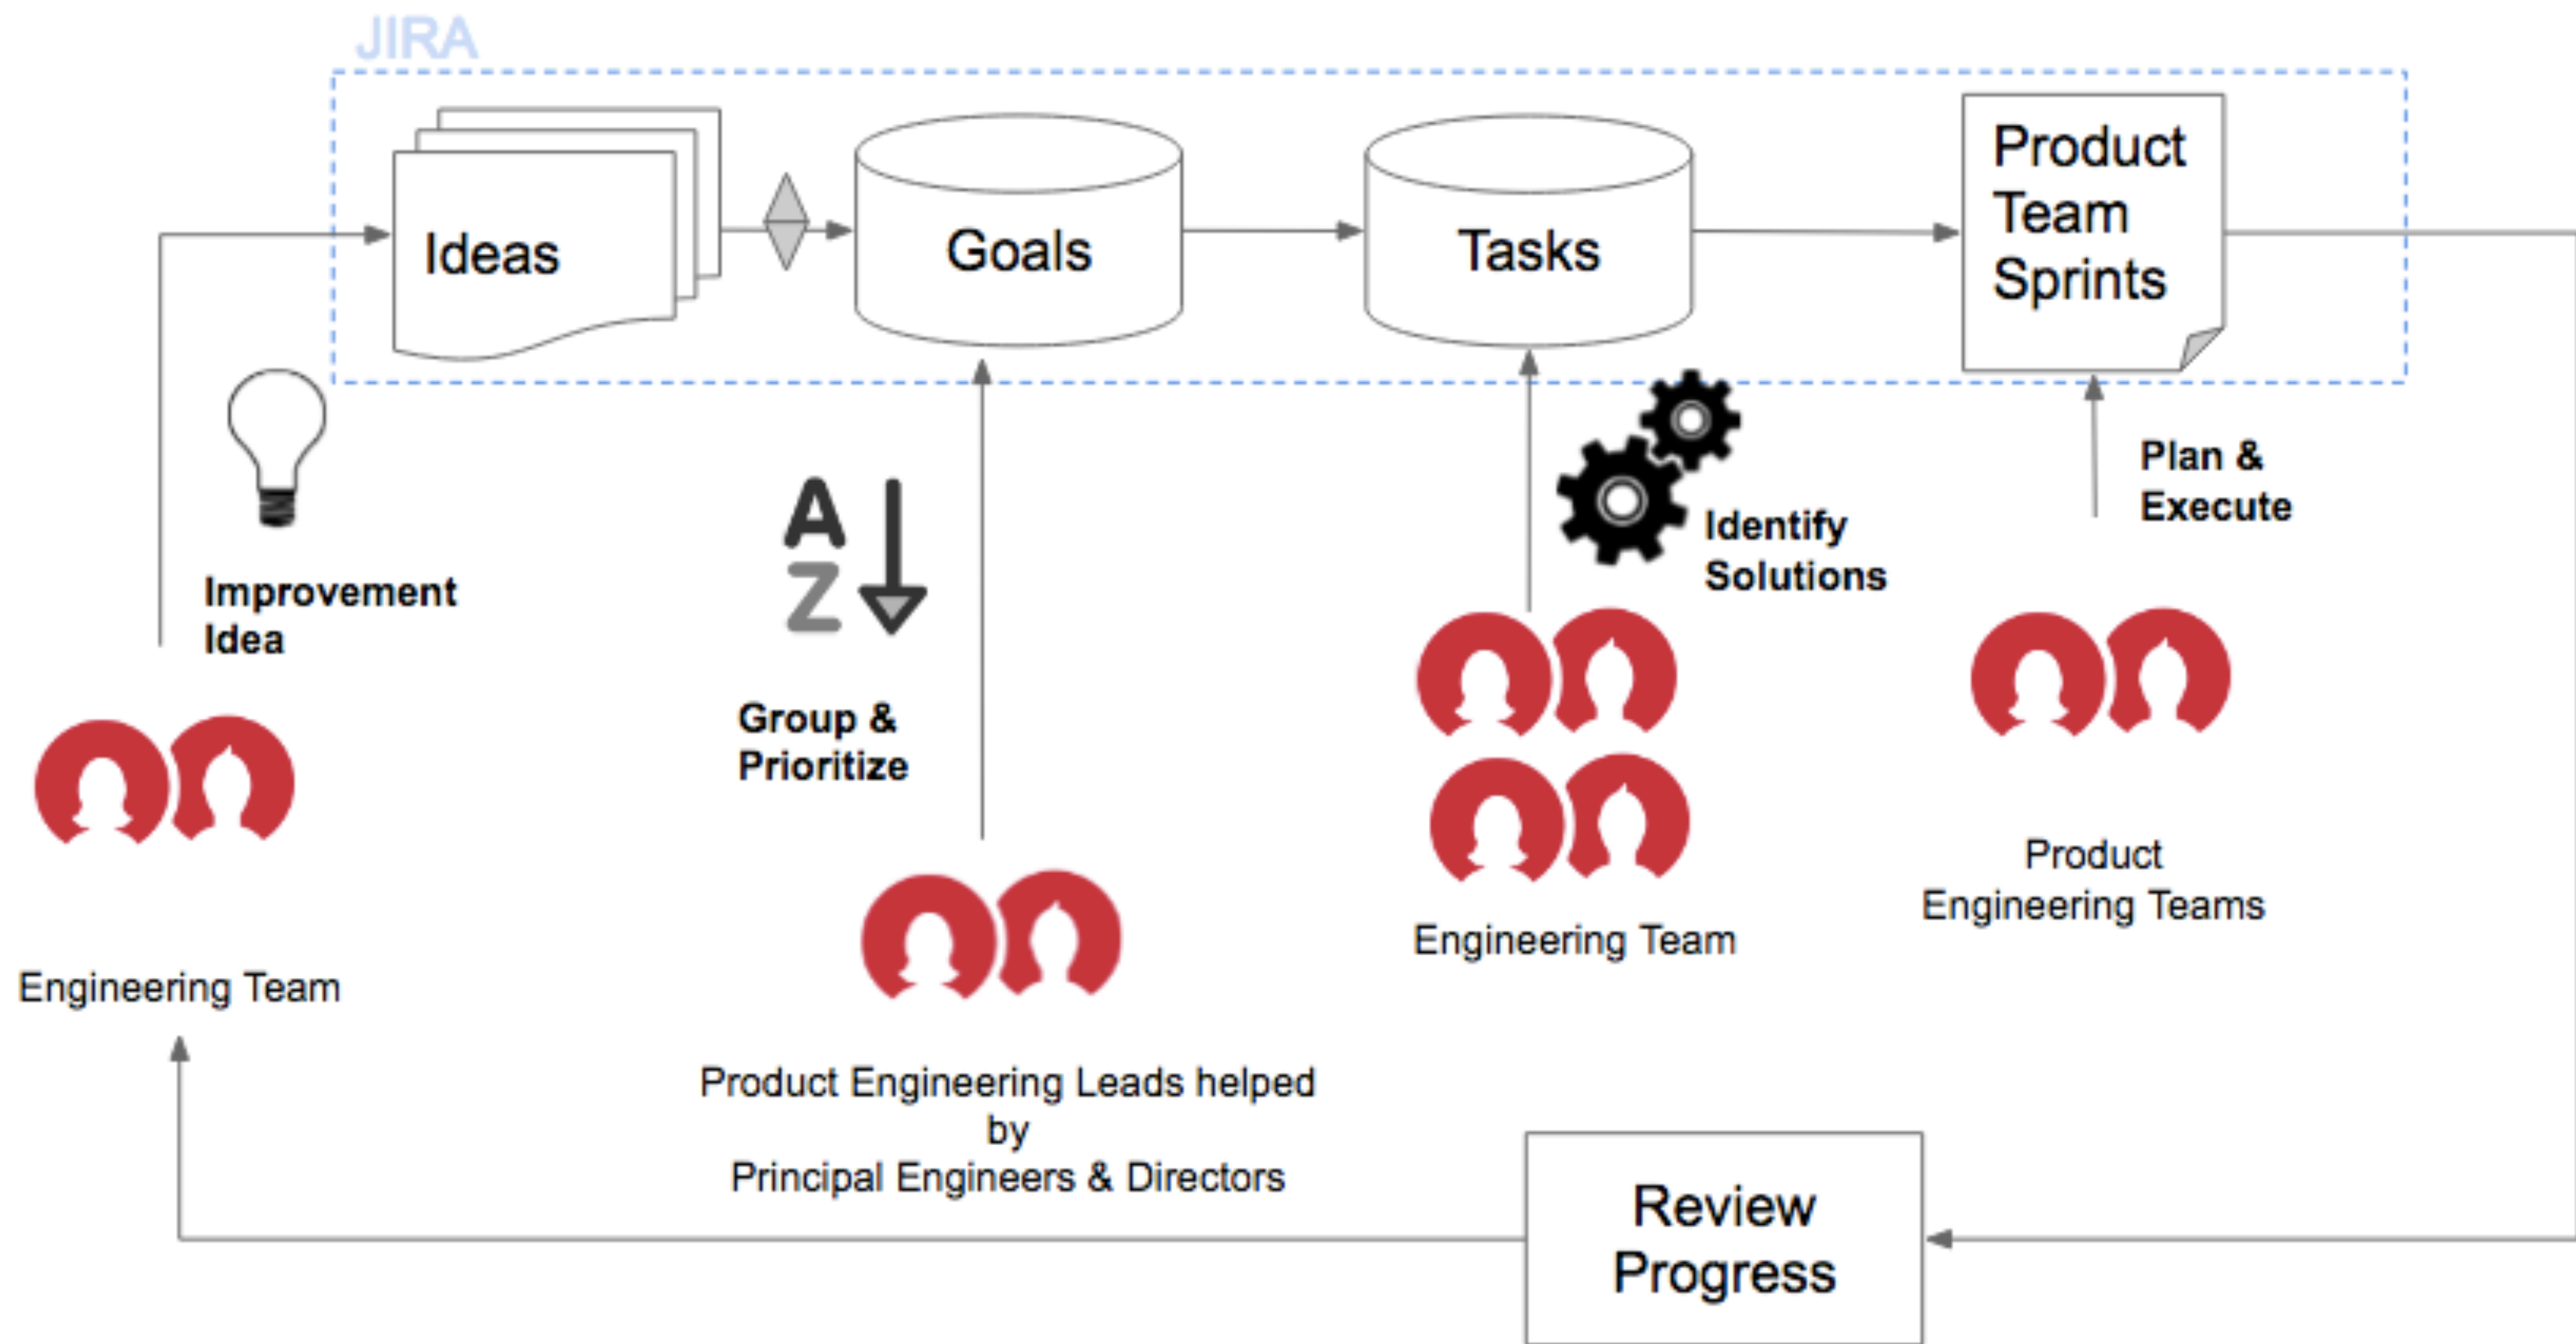 JIRA
Ideas
Goals
Tasks
Product
Team
Sprints
Improvement
Idea
A
Z
Group &
Prioritize
Identify
Solutions
Plan &
Execute
Engineering Team
Product Engineering Leads helped
by
Principal Engineers & Directors
Engineering Team
Product
Engineering Teams
Review
Progress